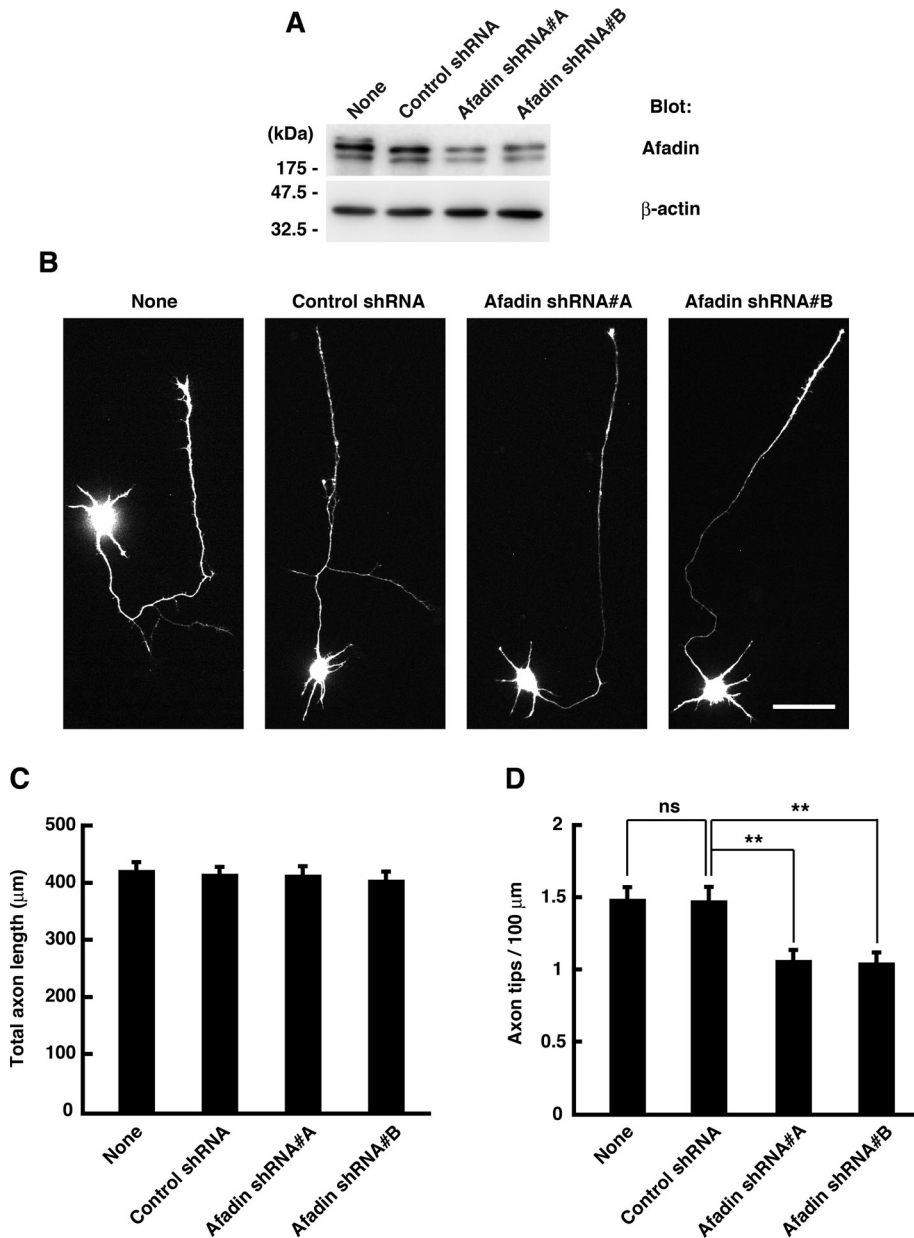 A
None
Control shRNA
Afadin shRNA#A
Afadin shRNA#B
Blot:
(kDa)
Afadin
175 -
47.5 -
β-actin
32.5 -
B
None
Control shRNA
Afadin shRNA#A
Afadin shRNA#B
C
Total axon length (μm)
500
400
300
200
100
0
None
Control shRNA
Afadin shRNA#A
Afadin shRNA#B
D
Axon tips / 100 μm
2
1.5
1
0.5
0
ns
**
**
None
Control shRNA
Afadin shRNA#A
Afadin shRNA#B